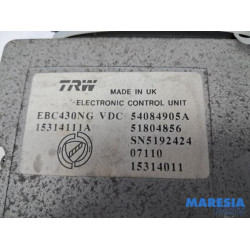 TRW
MADE IN UK
ELECTRONIC CONTROL UNIT
EBC430NG VDC 54084905A
15314111A 51804856
SN5192424
07110
15314011
MARESIA